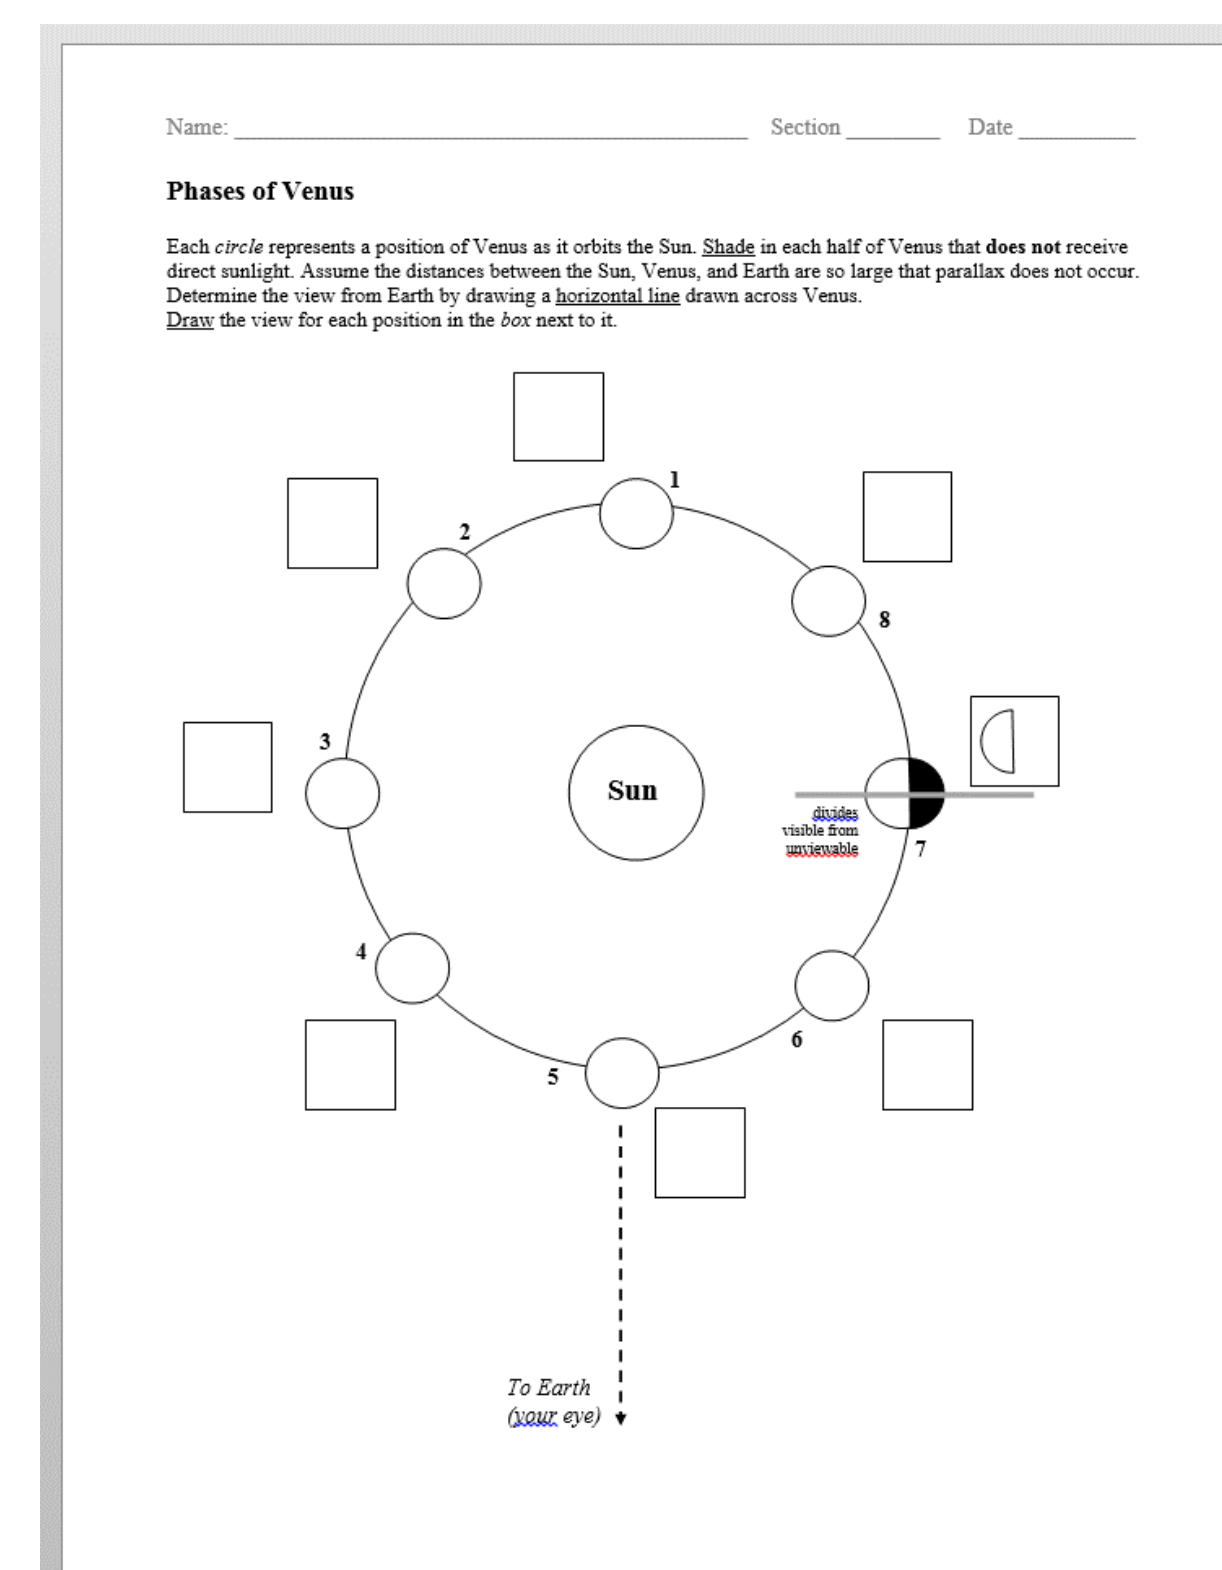 Name: ____________________ Section ________ Date __________
Phases of Venus
Each circle represents a position of Venus as it orbits the Sun. Shade in each half of Venus that does not receive
direct sunlight. Assume the distances between the Sun, Venus, and Earth are so large that parallax does not occur.
Determine the view from Earth by drawing a horizontal line drawn across Venus.
Draw the view for each position in the box next to it.
1
2
8
3
Sun
divides
visible from
unviewable
7
4
6
5
To Earth
(your eye)